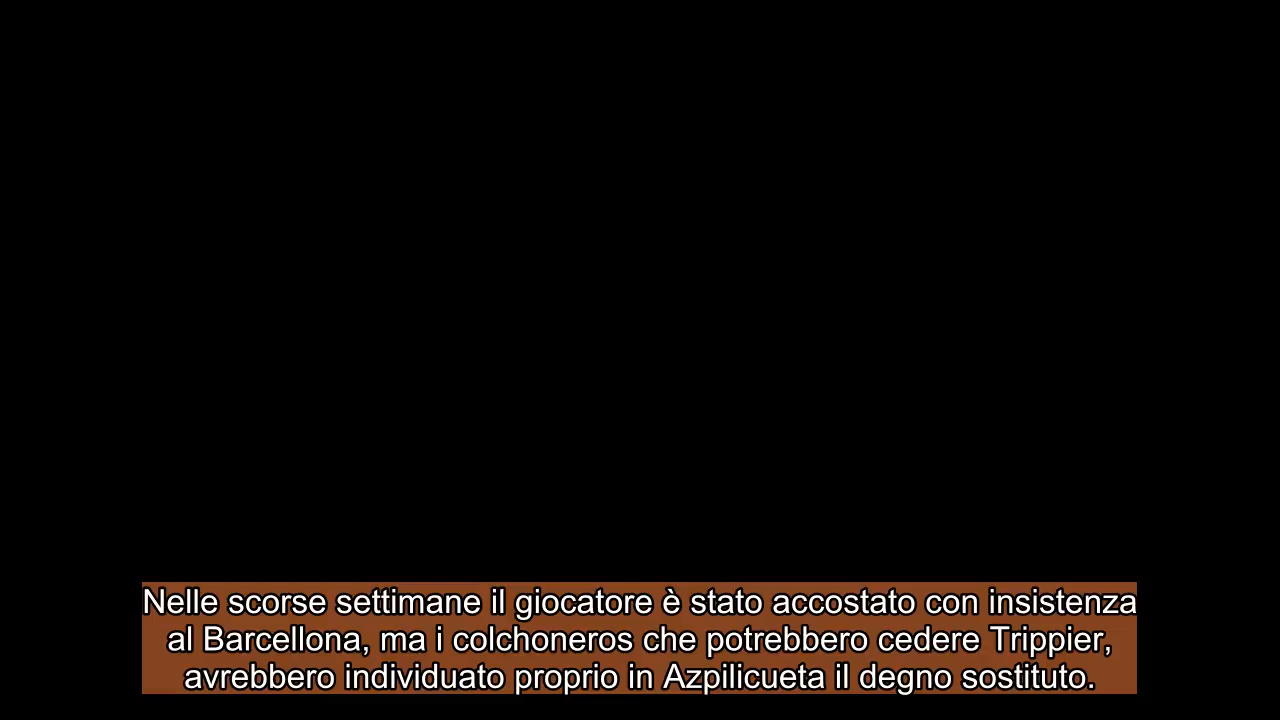 Nelle scorse settimane il giocatore è stato accostato con insistenza
al Barcellona, ma i colchoneros che potrebbero cedere Trippier,
avrebbero individuato proprio in Azpilicueta il degno sostituto.